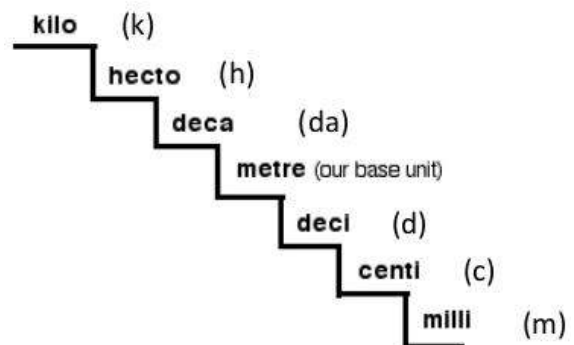 kilo (k)
hecto (h)
deca (da)
metre (our base unit)
deci (d)
centi (c)
milli (m)